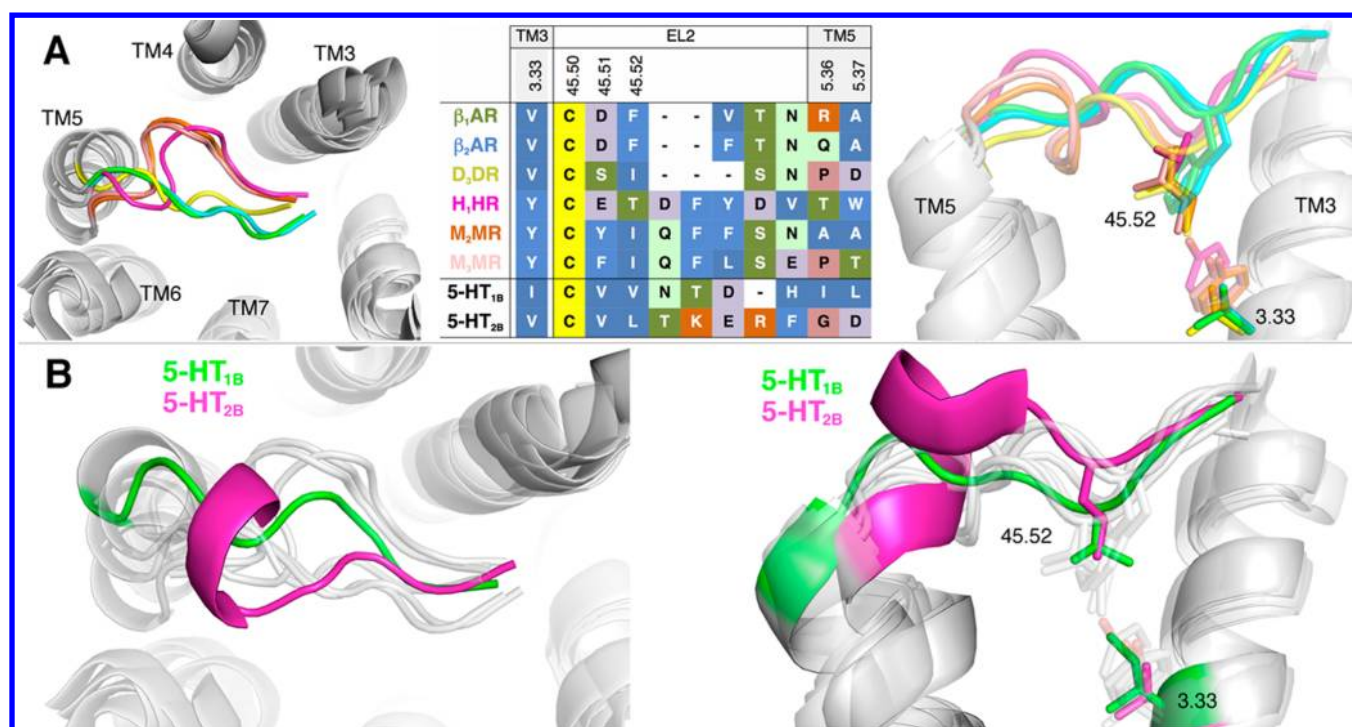 A
TM4
TM3
TM5
TM6
TM7
TM3 EL2 TM5
3.33 45.50 45.51 45.52 5.36 5.37
β₁AR V C D F - - V T N R A
β₂AR V C D F - - F T N Q A
D₃DR V C S I - - - S N P D
H₁HR Y C E T D F Y D V T W
M₂MR Y C Y I Q F F S N A A
M₃MR Y C F I Q F L S E P T
5-HT₁B I C V V N T D - H I L
5-HT₂B V C V L T K E R F G D
TM5
45.52
TM3
3.33
B
5-HT₁B
5-HT₂B
5-HT₁B
5-HT₂B
45.52
3.33